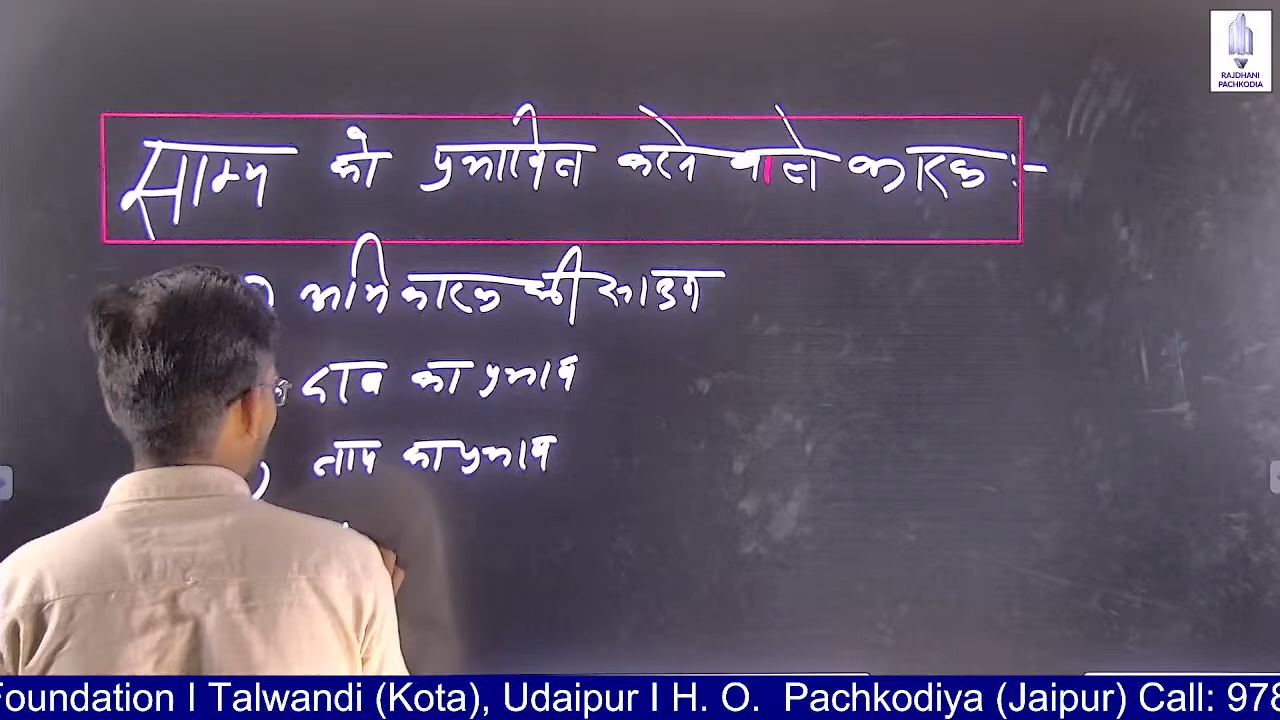 RAJDHANI
PACHKODIA
साम्य को प्रभावित करने वाले कारक :-
अभिकारक की सान्द्रता
दाब का प्रभाव
ताप का प्रभाव
Foundation I Talwandi (Kota), Udaipur I H. O. Pachkodiya (Jaipur) Call: 978